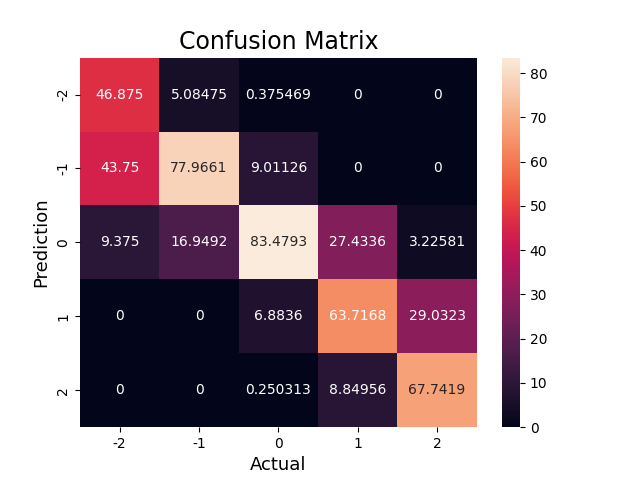 Confusion Matrix
-2 46.875 5.08475 0.375469 0 0
-1 43.75 77.9661 9.01126 0 0
0 9.375 16.9492 83.4793 27.4336 3.22581
1 0 0 6.8836 63.7168 29.0323
2 0 0 0.250313 8.84956 67.7419
-2 -1 0 1 2
Prediction
Actual
80
70
60
50
40
30
20
10
0